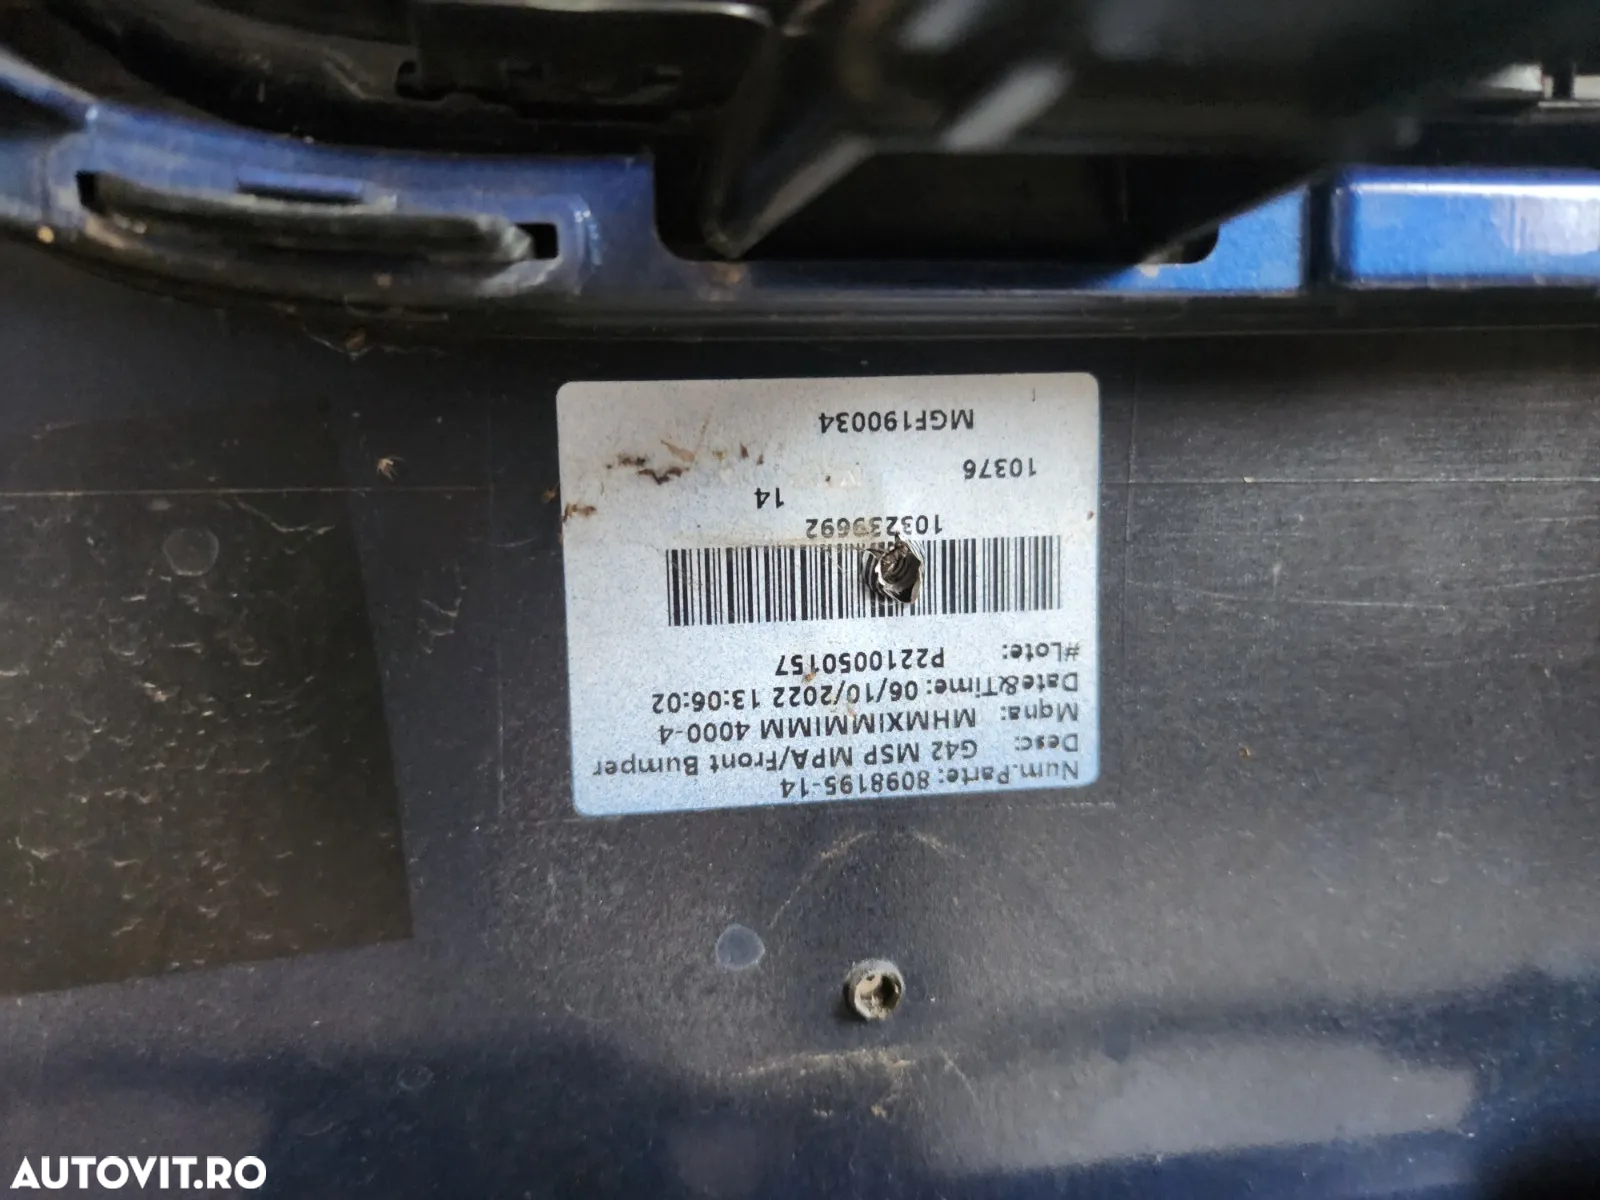 Num.Parte: 8098195-14
Desc: G42 MSP MPA/Front Bumper
Mqna: MHMXIMMIMM 4000-4
Date&Time: 06/10/2022 13:06:02
#Lote: P2210050157
103239692
14
10376
MGF190034
AUTOVIT.RO